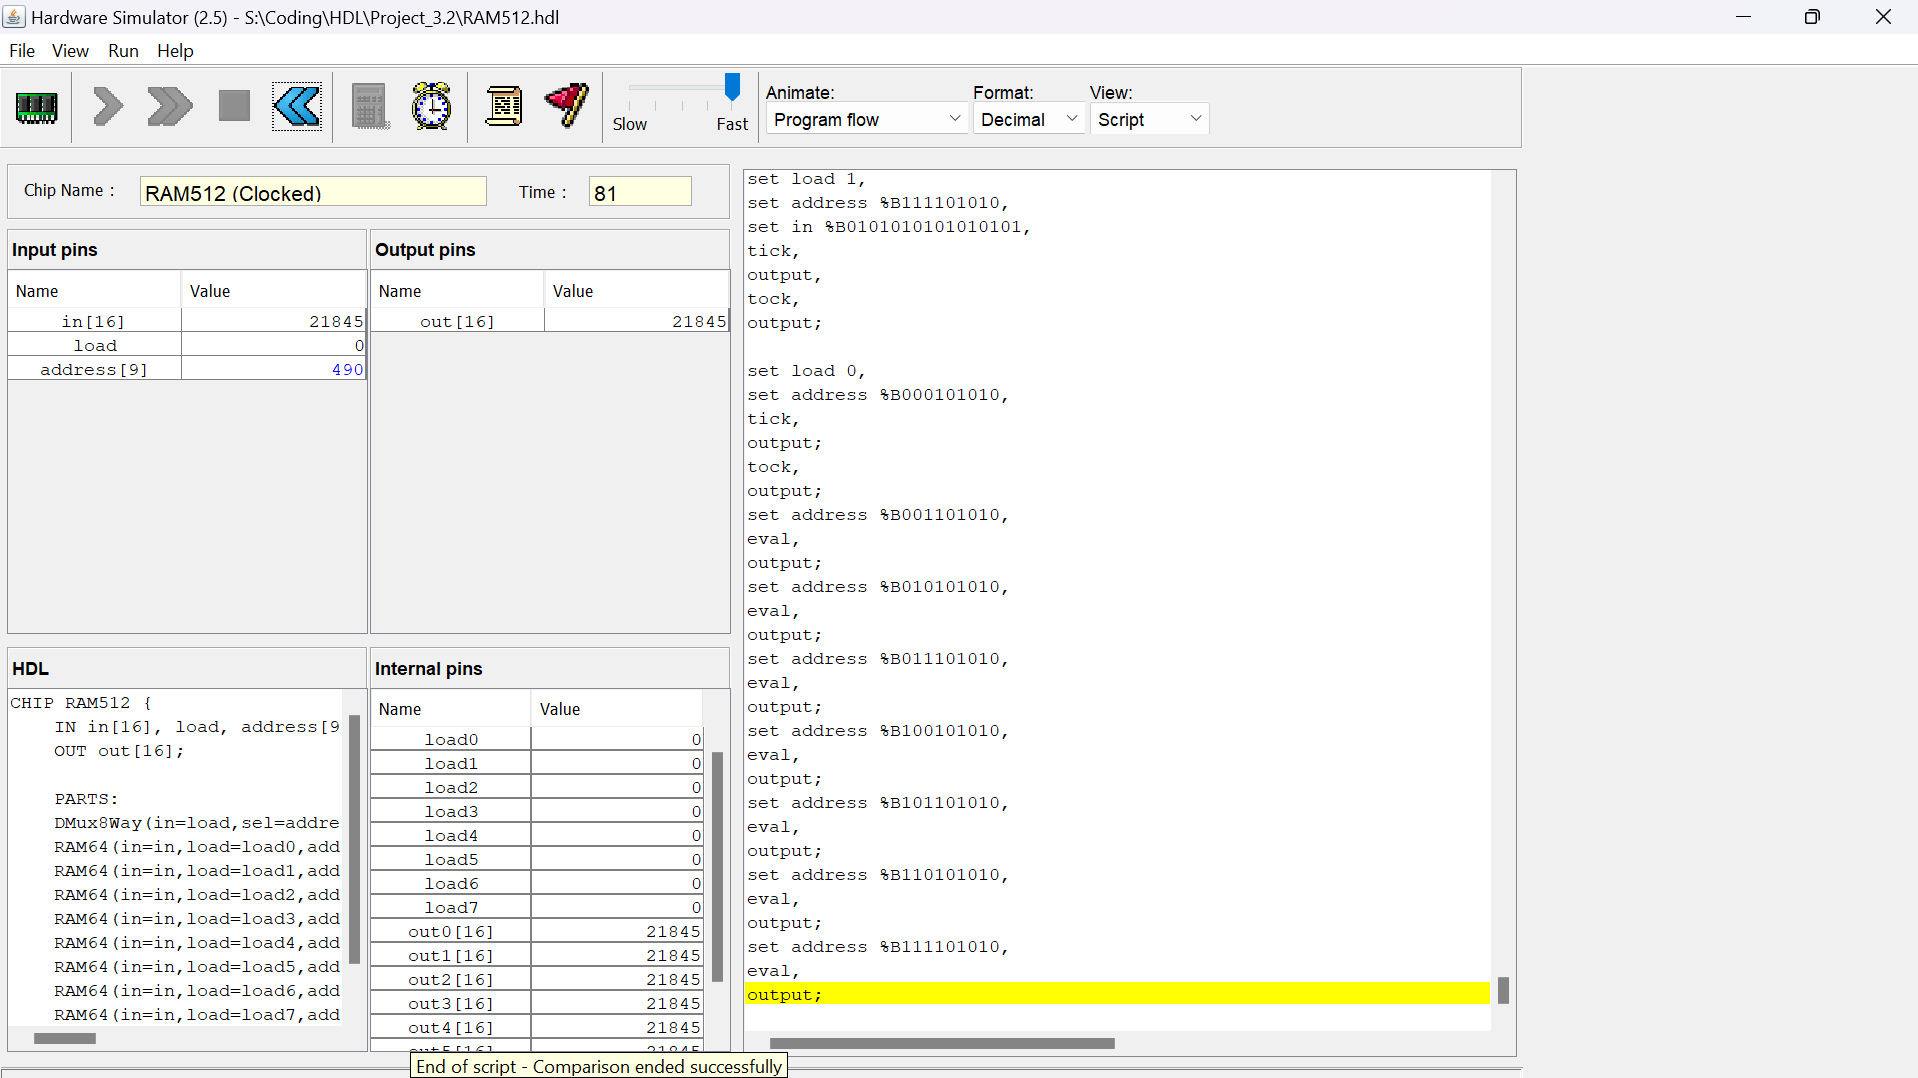 Hardware Simulator (2.5) - S:\Coding\HDL\Project_3.2\RAM512.hdl
File View Run Help
Slow Fast
Animate: Format: View:
Program flow Decimal Script
Chip Name : RAM512 (Clocked) Time : 81
Input pins
Name Value
in[16] 21845
load 0
address[9] 490
Output pins
Name Value
out[16] 21845
HDL
CHIP RAM512 {
IN in[16], load, address[9
OUT out[16];
PARTS:
DMux8Way(in=load,sel=addre
RAM64(in=in,load=load0,add
RAM64(in=in,load=load1,add
RAM64(in=in,load=load2,add
RAM64(in=in,load=load3,add
RAM64(in=in,load=load4,add
RAM64(in=in,load=load5,add
RAM64(in=in,load=load6,add
RAM64(in=in,load=load7,add
Internal pins
Name Value
load0 0
load1 0
load2 0
load3 0
load4 0
load5 0
load6 0
load7 0
out0[16] 21845
out1[16] 21845
out2[16] 21845
out3[16] 21845
out4[16] 21845
out5[16] 21845
set load 1,
set address %B111101010,
set in %B0101010101010101,
tick,
output,
tock,
output;
set load 0,
set address %B000101010,
tick,
output;
tock,
output;
set address %B001101010,
eval,
output;
set address %B010101010,
eval,
output;
set address %B011101010,
eval,
output;
set address %B100101010,
eval,
output;
set address %B101101010,
eval,
output;
set address %B110101010,
eval,
output;
set address %B111101010,
eval,
output;
End of script - Comparison ended successfully